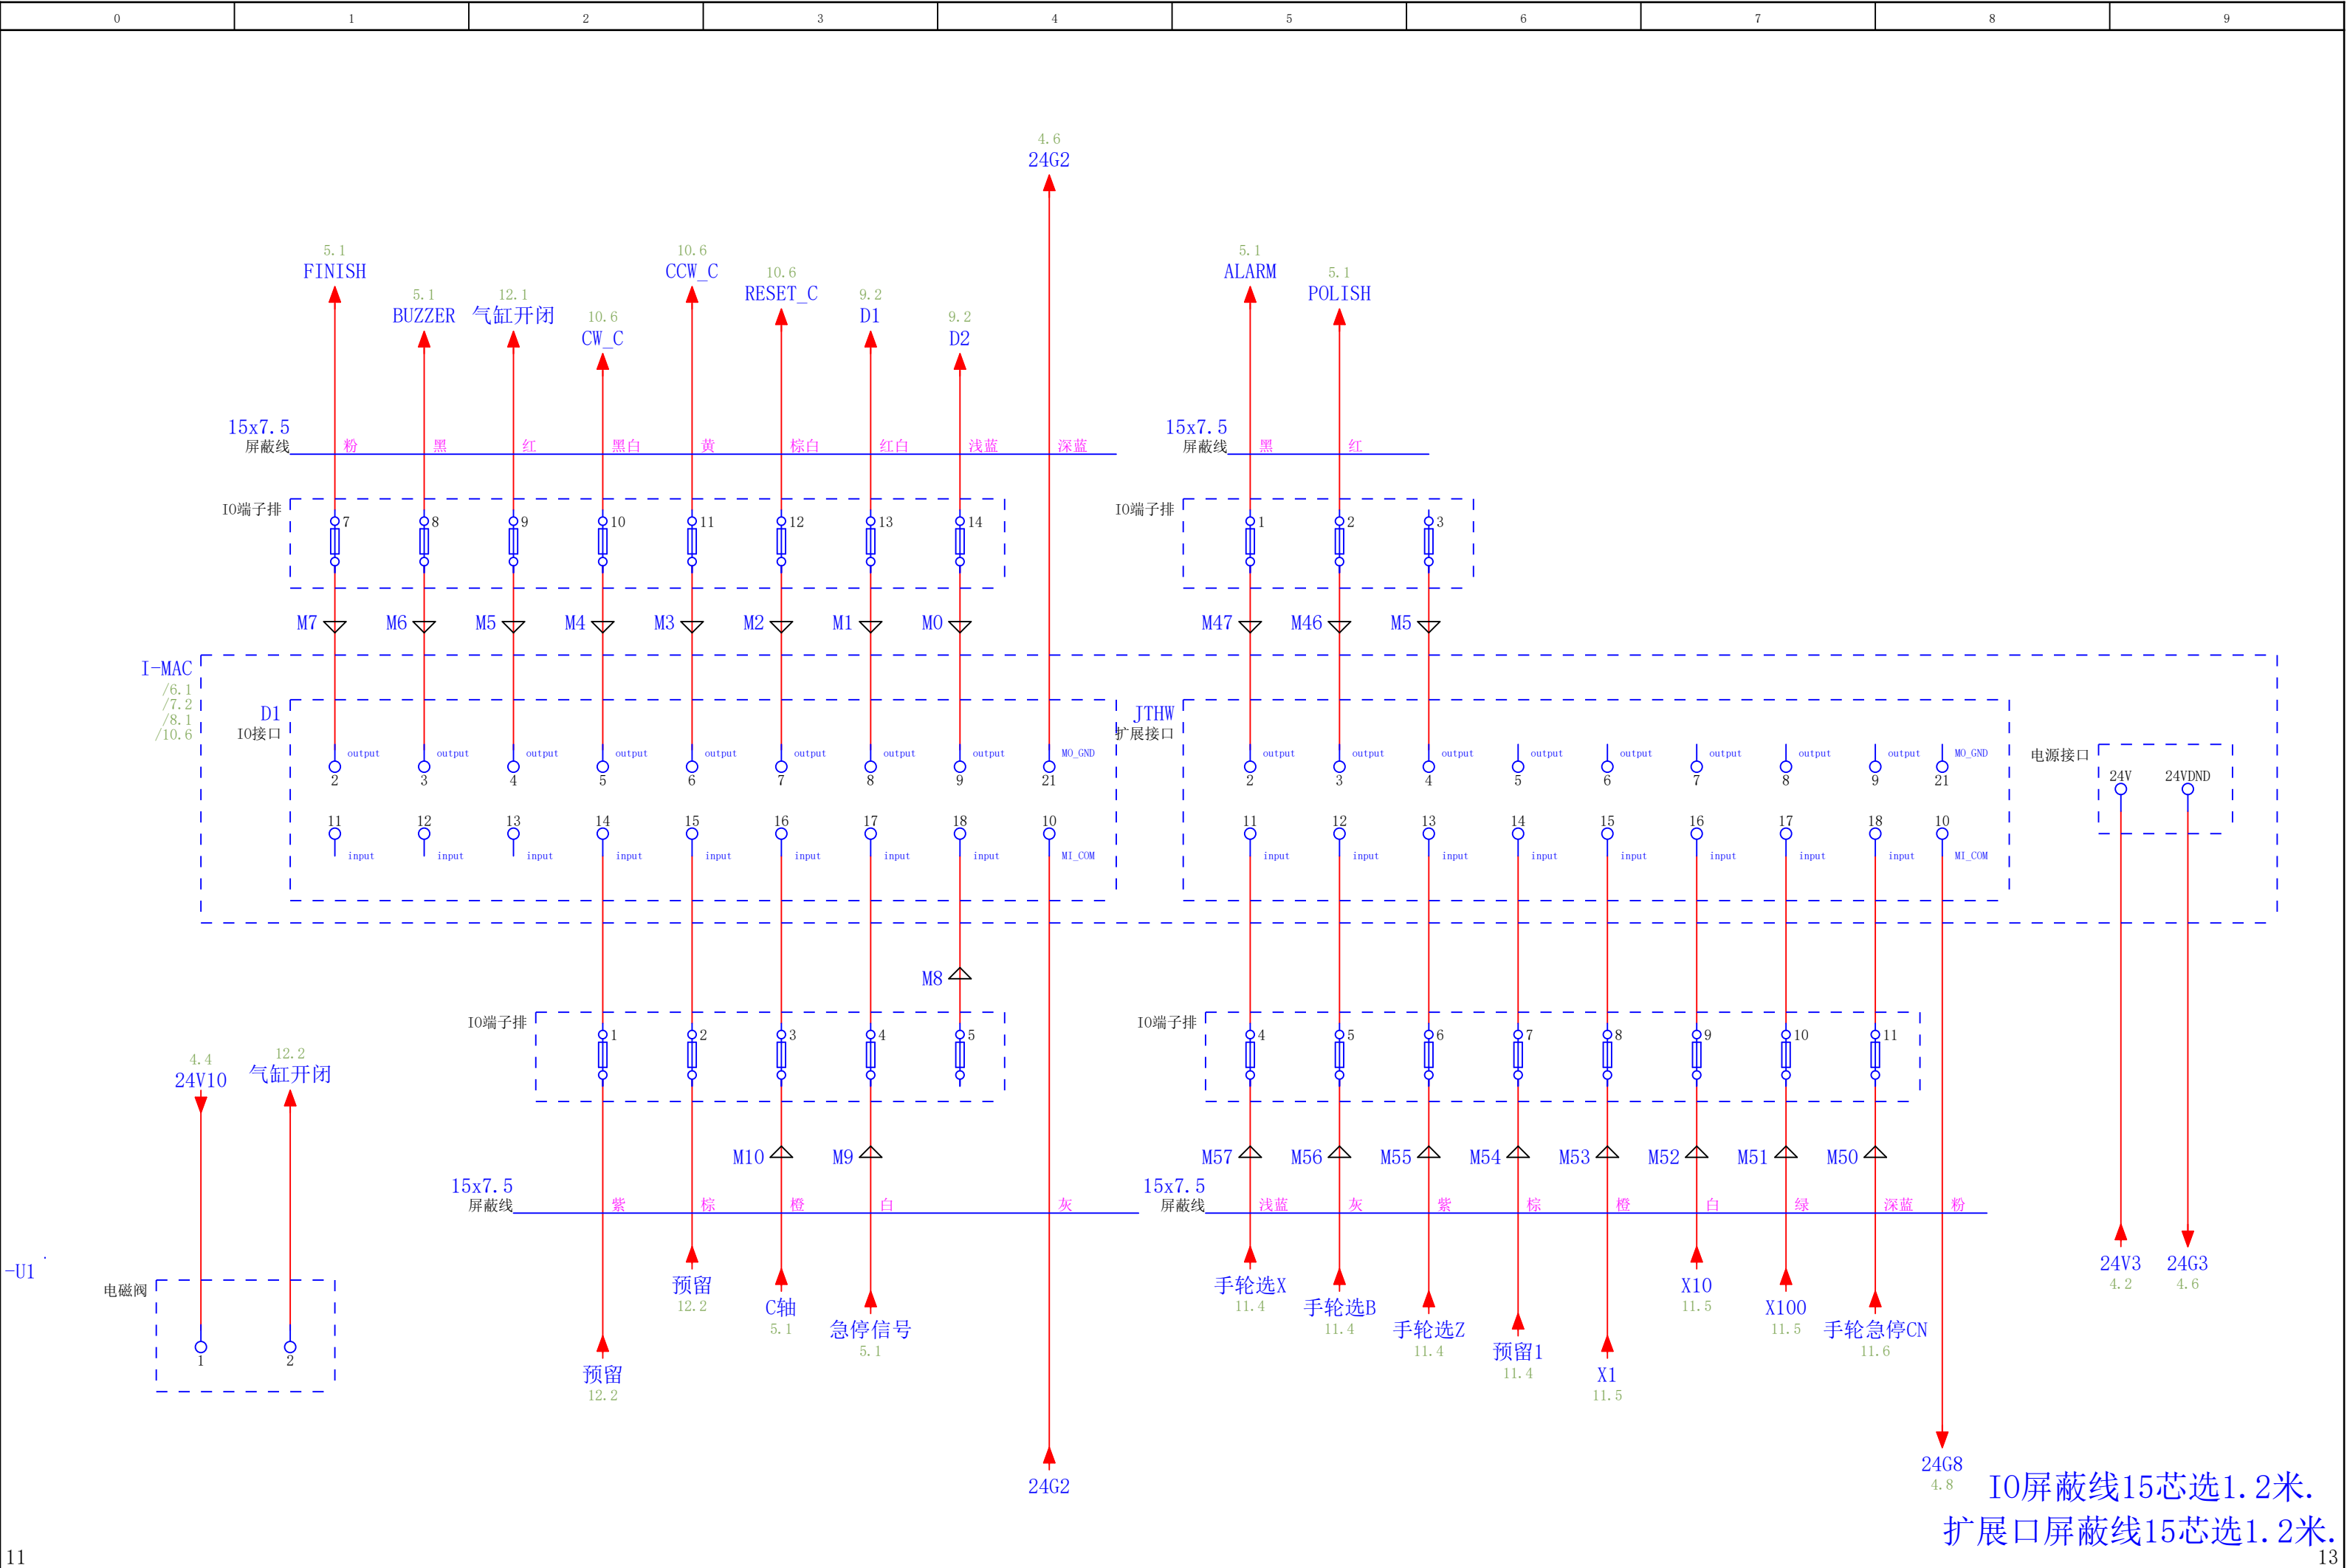 0 1 2 3 4 5 6 7 8 9
4.6
24G2
5.1
FINISH
5.1
BUZZER
12.1
气缸开闭
10.6
CW_C
10.6
CCW_C
10.6
RESET_C
9.2
D1
9.2
D2
5.1
ALARM
5.1
POLISH
15x7.5
屏蔽线
粉 黑 红 黑白 黄 棕白 红白 浅蓝 深蓝
15x7.5
屏蔽线
黑 红
IO端子排
7 8 9 10 11 12 13 14
IO端子排
1 2 3
M7 M6 M5 M4 M3 M2 M1 M0
M47 M46 M5
I-MAC
/6.1
/7.2
/8.1
/10.6
D1
IO接口
output output output output output output output output MO_GND
2 3 4 5 6 7 8 9 21
11 12 13 14 15 16 17 18 10
input input input input input input input input MI_COM
JTHW
扩展接口
output output output output output output output output MO_GND
2 3 4 5 6 7 8 9 21
11 12 13 14 15 16 17 18 10
input input input input input input input input MI_COM
电源接口
24V 24VDND
M8
IO端子排
1 2 3 4 5
IO端子排
4 5 6 7 8 9 10 11
4.4
24V10
12.2
气缸开闭
M10 M9
M57 M56 M55 M54 M53 M52 M51 M50
15x7.5
屏蔽线
紫 棕 橙 白 灰
15x7.5
屏蔽线
浅蓝 灰 紫 棕 橙 白 绿 深蓝 粉
-U1
电磁阀
1 2
预留
12.2
预留
12.2
C轴
5.1
急停信号
5.1
24G2
手轮选X
11.4
手轮选B
11.4
手轮选Z
11.4
预留1
11.4
X1
11.5
X10
11.5
X100
11.5
手轮急停CN
11.6
24G8
4.8
24V3
4.2
24G3
4.6
IO屏蔽线15芯选1.2米.
扩展口屏蔽线15芯选1.2米.
11
13